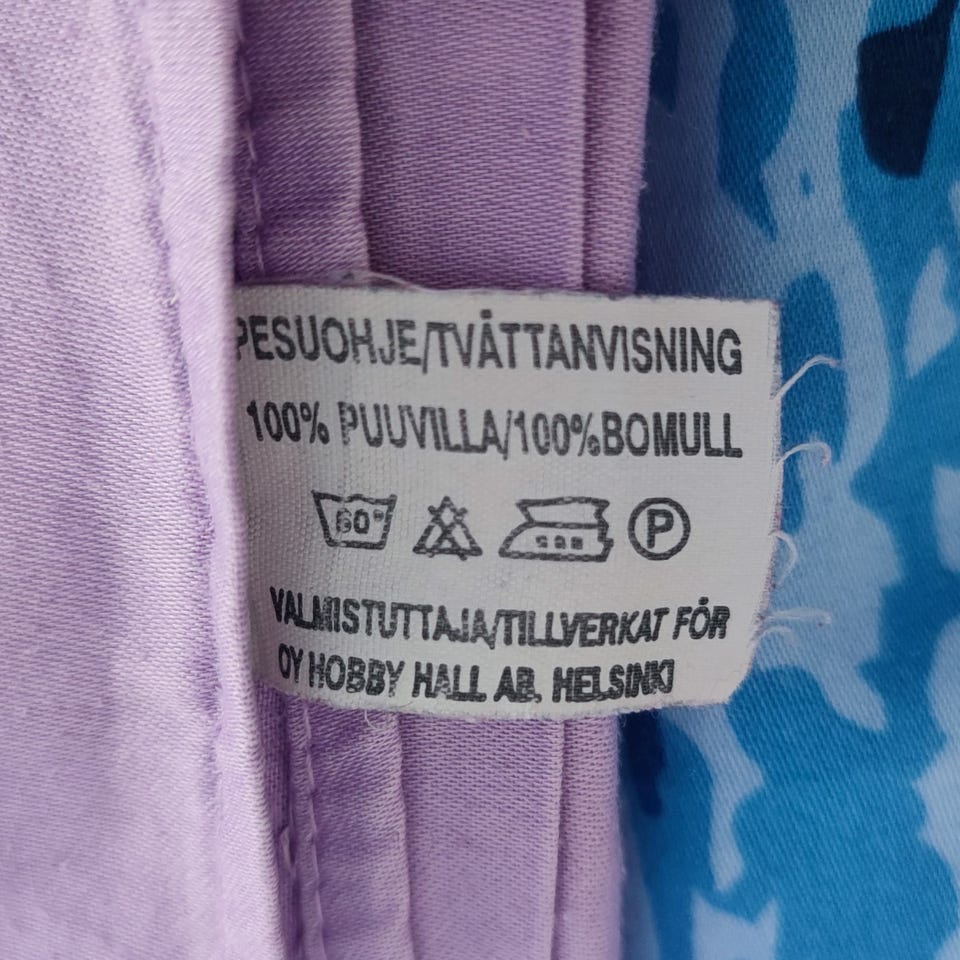 PESUOHJE/TVÄTTANVISNING
100% PUUVILLA/100%BOMULL
60° P
VALMISTUTTAJA/TILLVERKAT FÖR
OY HOBBY HALL AB, HELSINKI